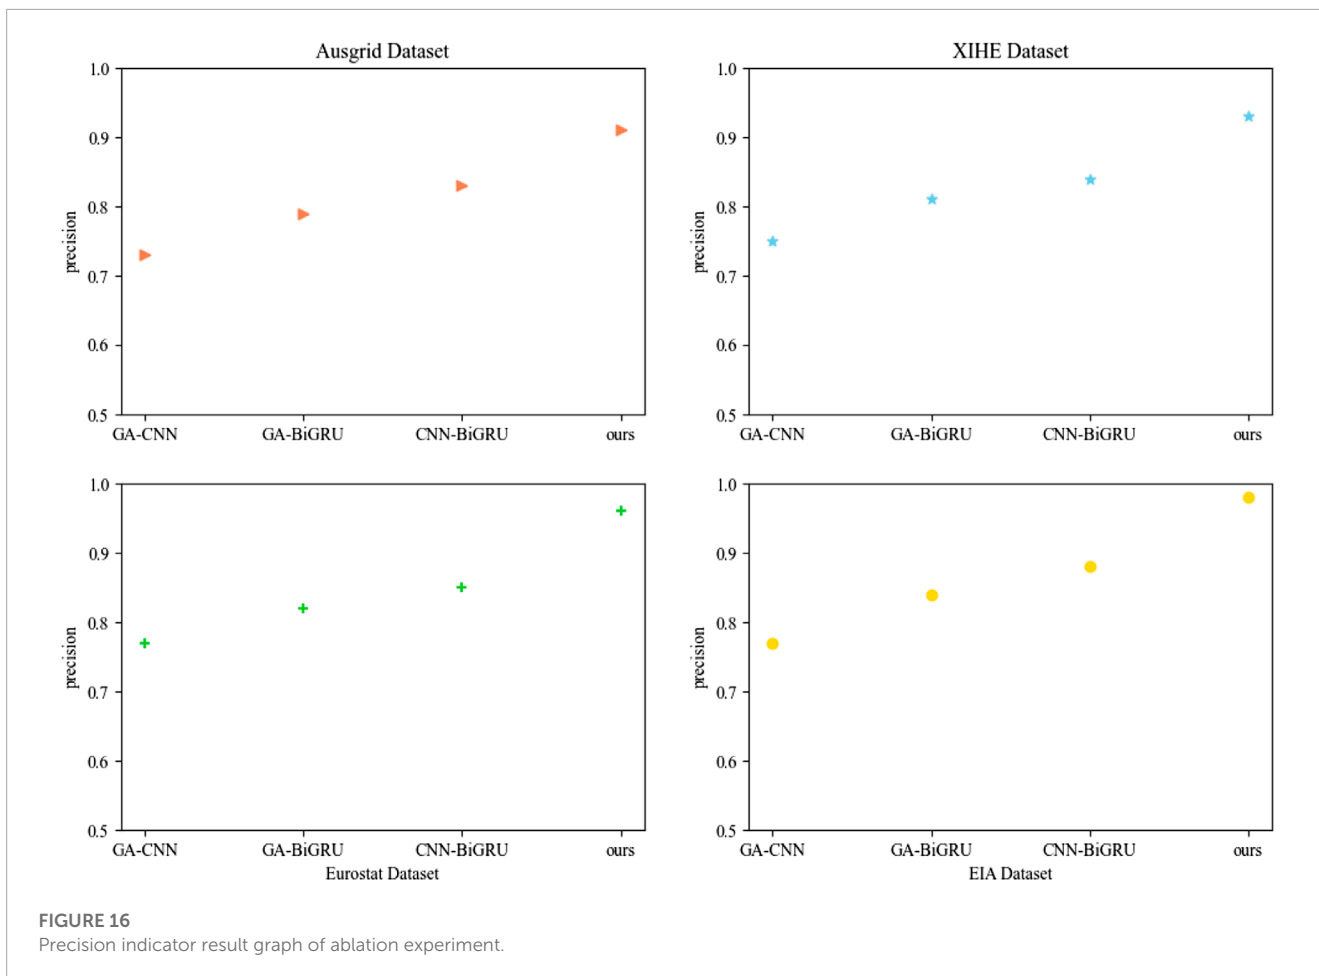 Ausgrid Dataset
1.0
0.9
0.8
0.7
0.6
0.5
precision
GA-CNN GA-BiGRU CNN-BiGRU ours
XIHE Dataset
1.0
0.9
0.8
0.7
0.6
0.5
precision
GA-CNN GA-BiGRU CNN-BiGRU ours
1.0
0.9
0.8
0.7
0.6
0.5
precision
GA-CNN GA-BiGRU CNN-BiGRU ours
Eurostat Dataset
1.0
0.9
0.8
0.7
0.6
0.5
precision
GA-CNN GA-BiGRU CNN-BiGRU ours
EIA Dataset
FIGURE 16
Precision indicator result graph of ablation experiment.